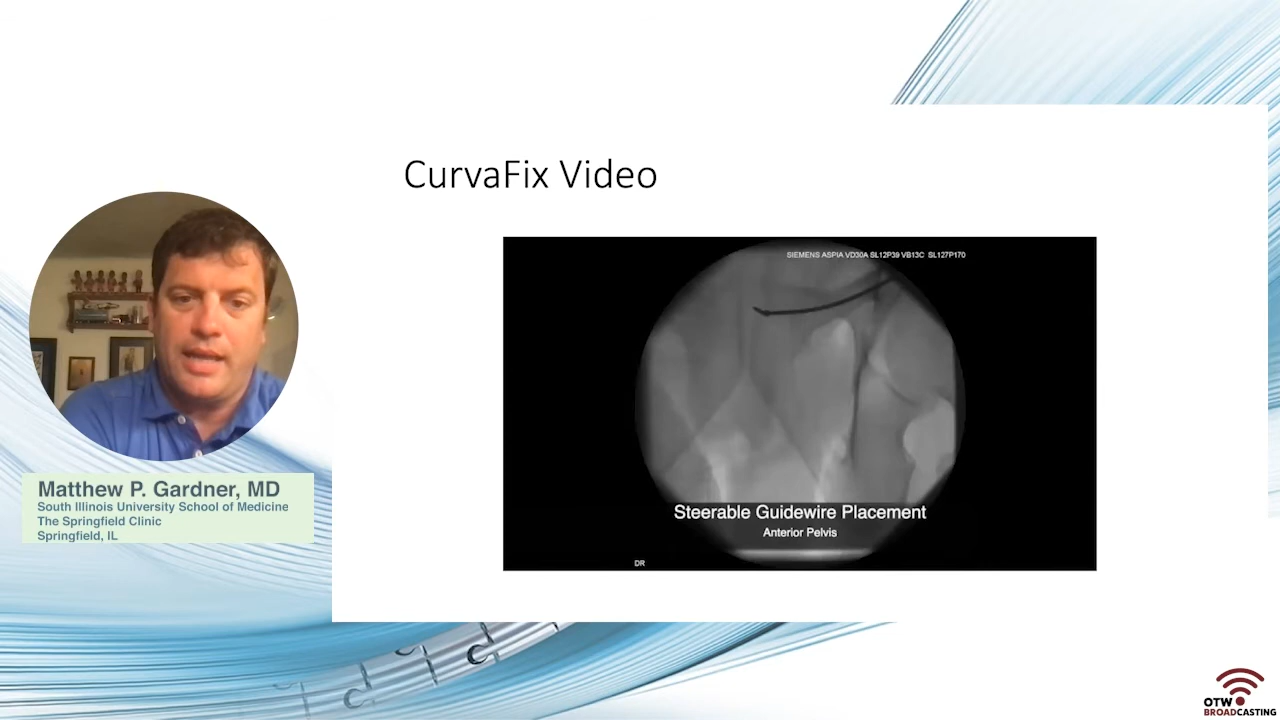 CurvaFix Video
SIEMENS ASPIA VD30A SL12P39 VB13C SL127P170
Steerable Guidewire Placement
Anterior Pelvis
DR
Matthew P. Gardner, MD
South Illinois University School of Medicine
The Springfield Clinic
Springfield, IL
OTW
BROADCASTING